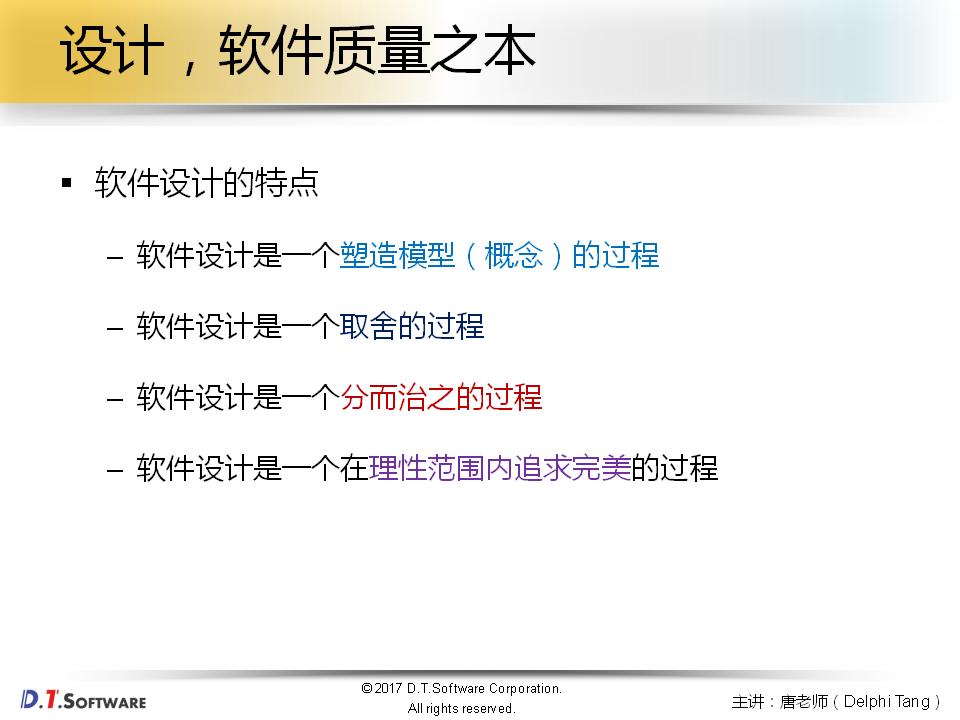 设计，软件质量之本
▪ 软件设计的特点
– 软件设计是一个塑造模型（概念）的过程
– 软件设计是一个取舍的过程
– 软件设计是一个分而治之的过程
– 软件设计是一个在理性范围内追求完美的过程
D.T.SOFTWARE
©2017 D.T.Software Corporation.
All rights reserved.
主讲：唐老师（Delphi Tang）